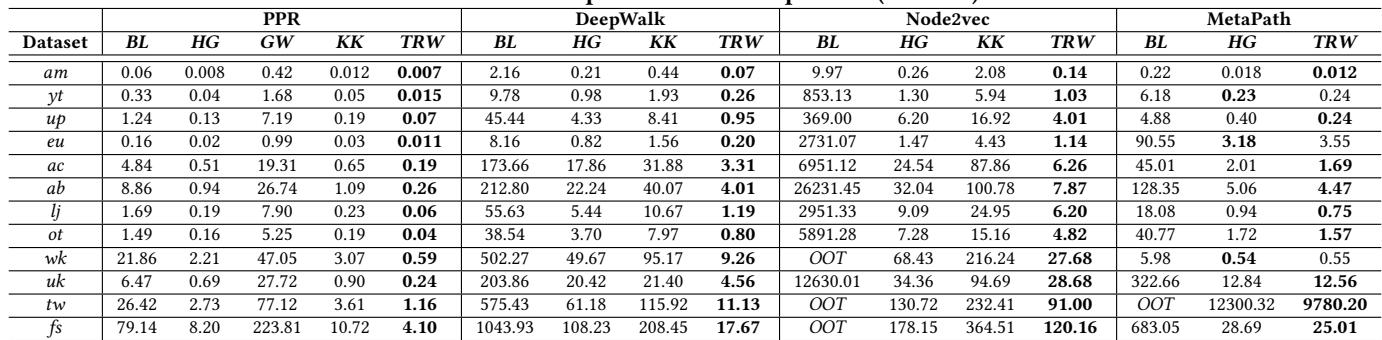 PPR DeepWalk Node2vec MetaPath
Dataset BL HG GW KK TRW BL HG KK TRW BL HG KK TRW BL HG TRW
am 0.06 0.008 0.42 0.012 0.007 2.16 0.21 0.44 0.07 9.97 0.26 2.08 0.14 0.22 0.018 0.012
yt 0.33 0.04 1.68 0.05 0.015 9.78 0.98 1.93 0.26 853.13 1.30 5.94 1.03 6.18 0.23 0.24
up 1.24 0.13 7.19 0.19 0.07 45.44 4.33 8.41 0.95 369.00 6.20 16.92 4.01 4.88 0.40 0.24
eu 0.16 0.02 0.99 0.03 0.011 8.16 0.82 1.56 0.20 2731.07 1.47 4.43 1.14 90.55 3.18 3.55
ac 4.84 0.51 19.31 0.65 0.19 173.66 17.86 31.88 3.31 6951.12 24.54 87.86 6.26 45.01 2.01 1.69
ab 8.86 0.94 26.74 1.09 0.26 212.80 22.24 40.07 4.01 26231.45 32.04 100.78 7.87 128.35 5.06 4.47
lj 1.69 0.19 7.90 0.23 0.06 55.63 5.44 10.67 1.19 2951.33 9.09 24.95 6.20 18.08 0.94 0.75
ot 1.49 0.16 5.25 0.19 0.04 38.54 3.70 7.97 0.80 5891.28 7.28 15.16 4.82 40.77 1.72 1.57
wk 21.86 2.21 47.05 3.07 0.59 502.27 49.67 95.17 9.26 OOT 68.43 216.24 27.68 5.98 0.54 0.55
uk 6.47 0.69 27.72 0.90 0.24 203.86 20.42 21.40 4.56 12630.01 34.36 94.69 28.68 322.66 12.84 12.56
tw 26.42 2.73 77.12 3.61 1.16 575.43 61.18 115.92 11.13 OOT 130.72 232.41 91.00 OOT 12300.32 9780.20
fs 79.14 8.20 223.81 10.72 4.10 1043.93 108.23 208.45 17.67 OOT 178.15 364.51 120.16 683.05 28.69 25.01